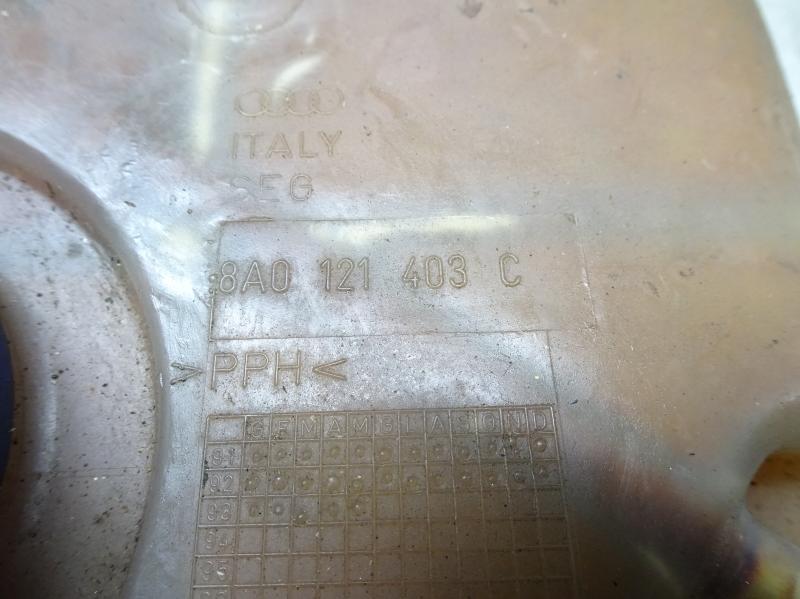 ITALY
SEG
8A0 121 403 C
>PPH<
G F M A M G L A S O N D
91
92
93
94
95